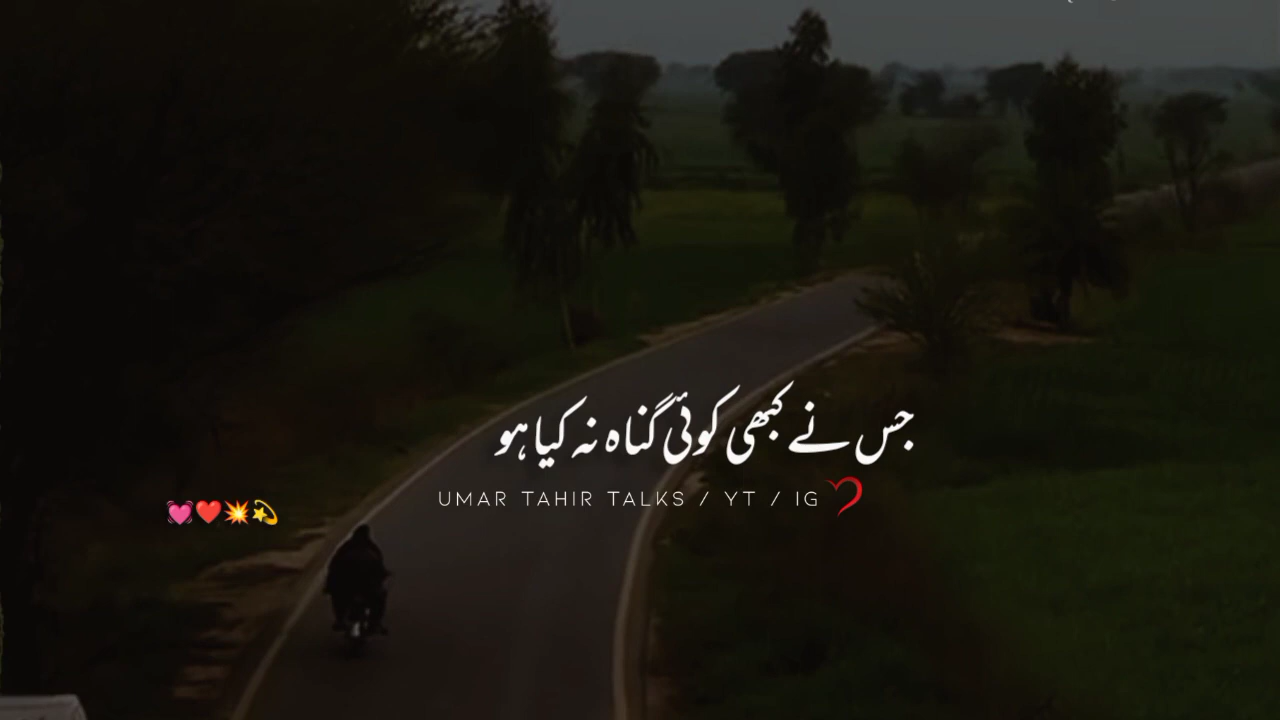 جس نے کبھی کوئی گناہ نہ کیا ہو
UMAR TAHIR TALKS / YT / IG